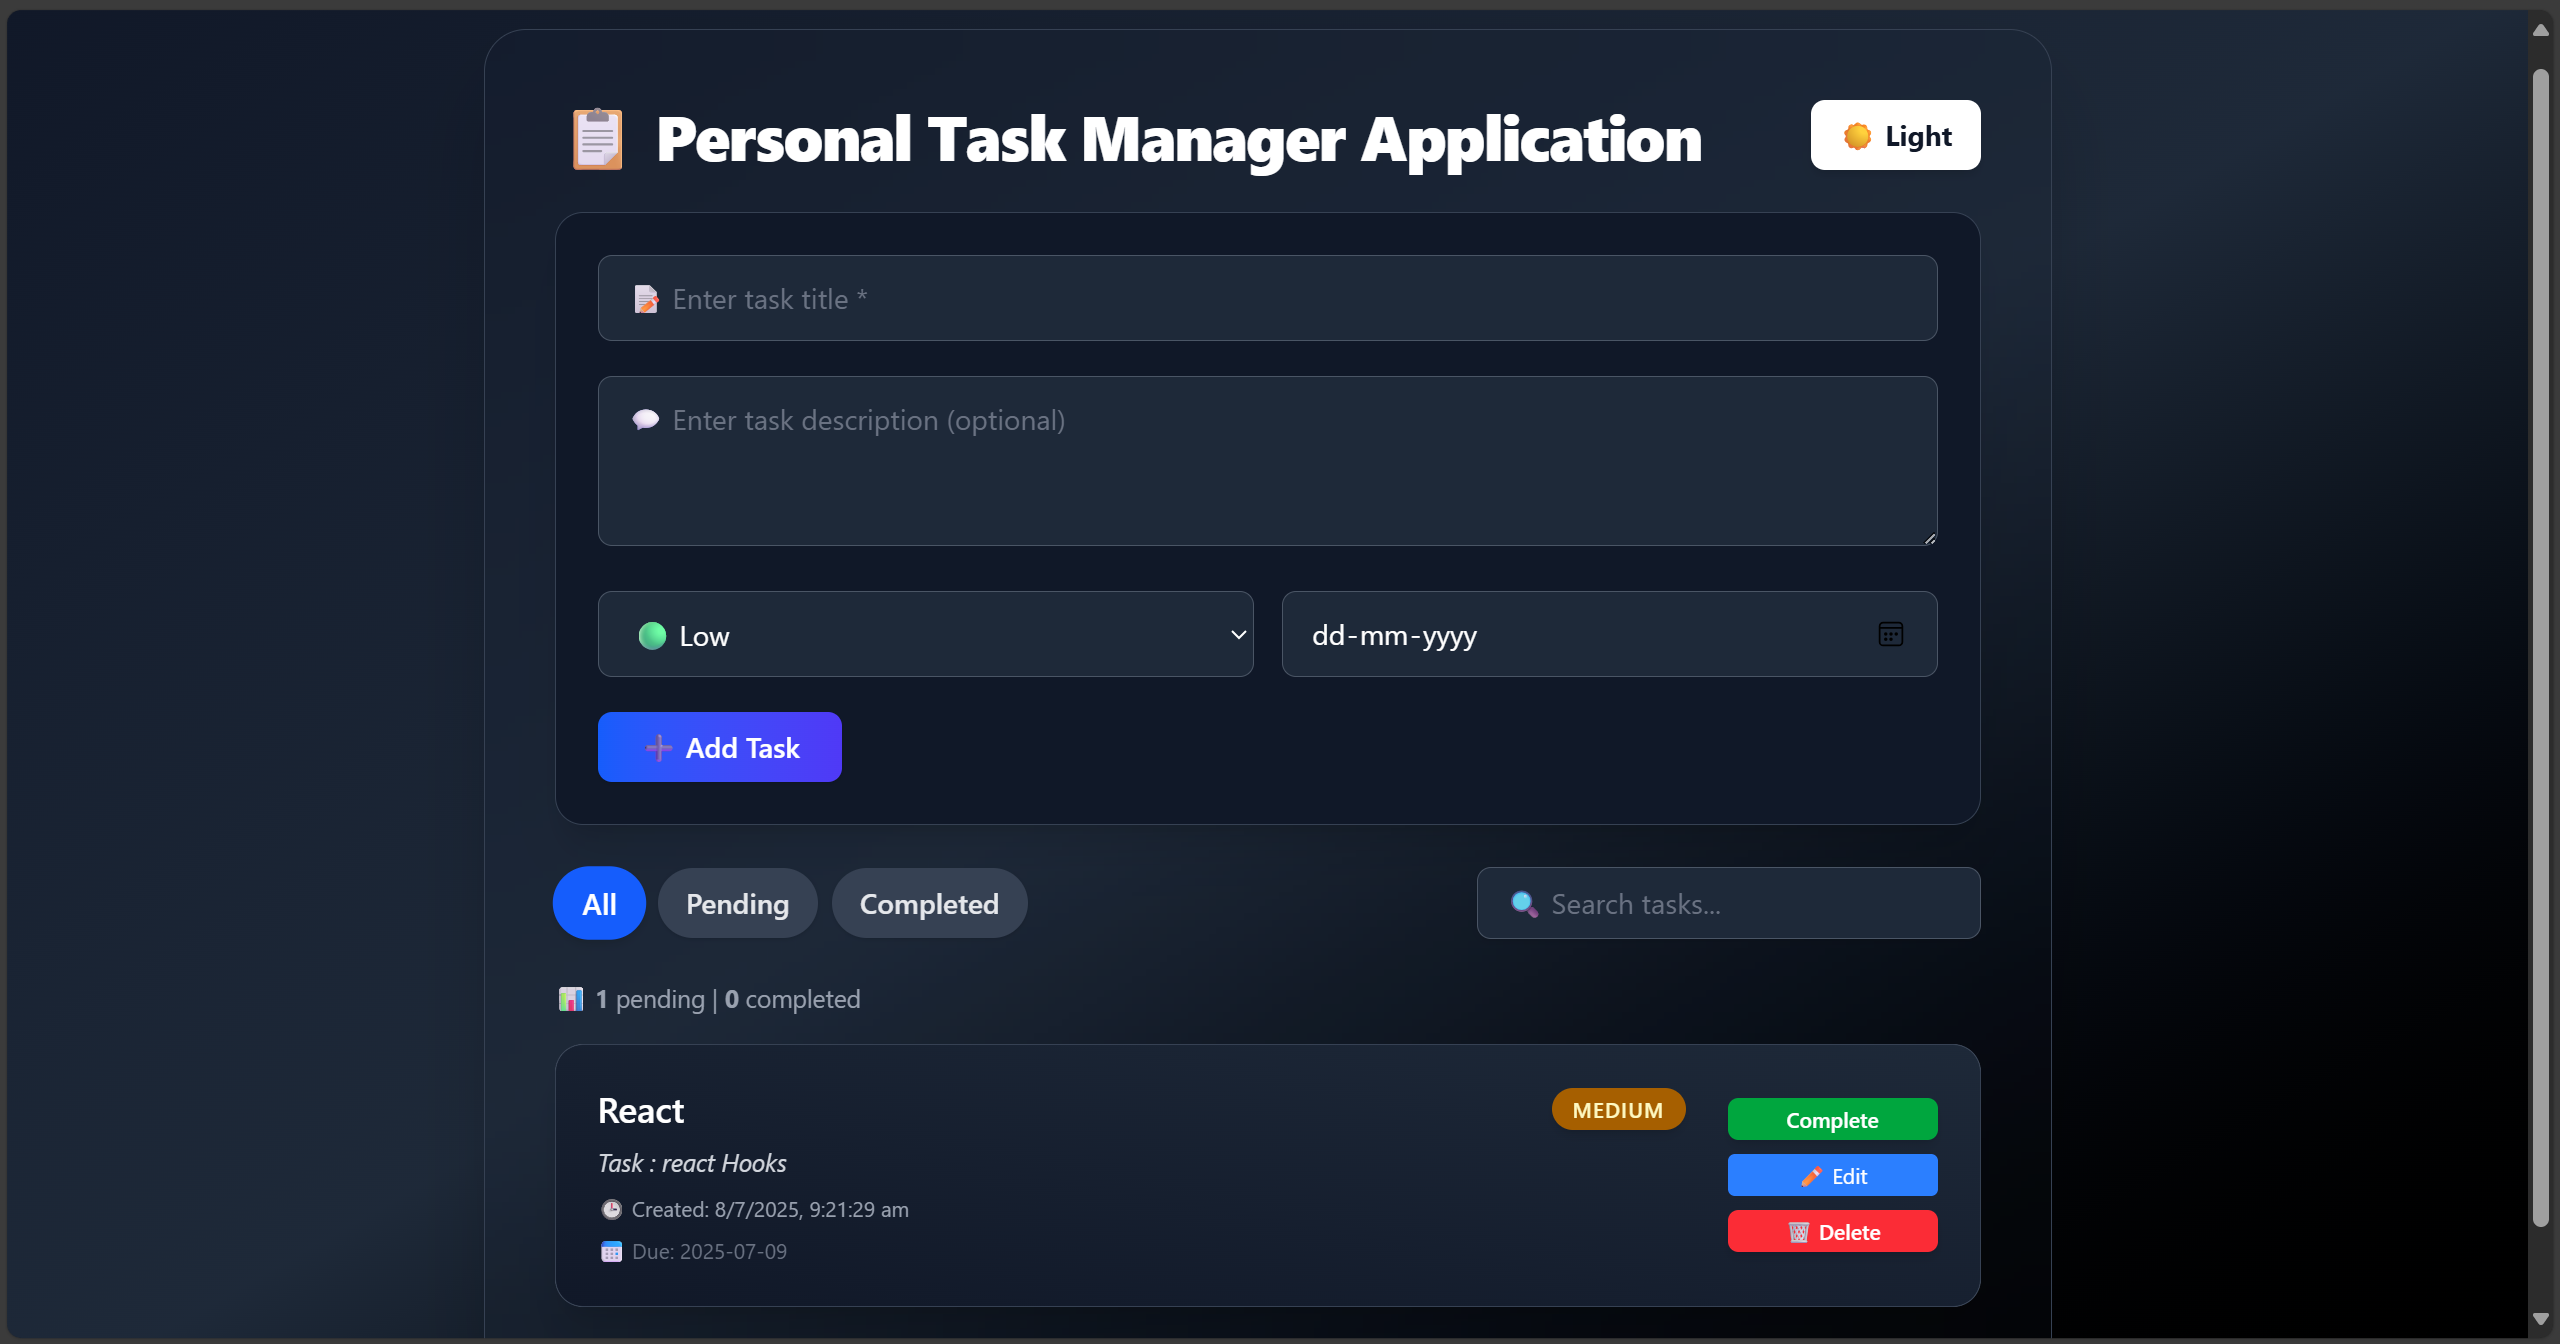 📋 Personal Task Manager Application
☀️ Light
📝 Enter task title *
💬 Enter task description (optional)
🟢 Low
dd-mm-yyyy
➕ Add Task
All Pending Completed
🔍 Search tasks...
📊 1 pending | 0 completed
React
MEDIUM
Complete
Task : react Hooks
✏️ Edit
🕒 Created: 8/7/2025, 9:21:29 am
🗑️ Delete
📅 Due: 2025-07-09